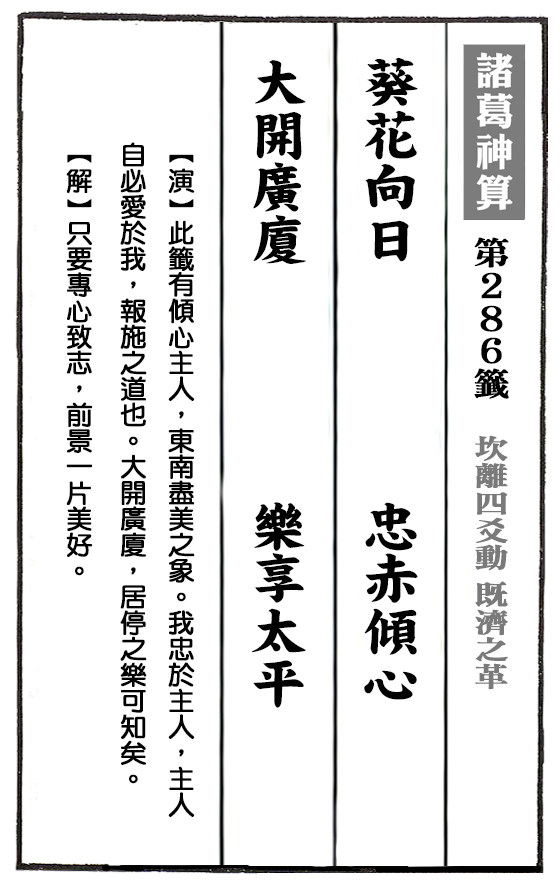 諸葛神算 第286籤 坎離四爻動 既濟之革
葵花向日 忠赤傾心
大開廣廈 樂享太平
【演】此籤有傾心主人，東南盡美之象。我忠於主人，主人
自必愛於我，報施之道也。大開廣廈，居停之樂可知矣。
【解】只要專心致志，前景一片美好。